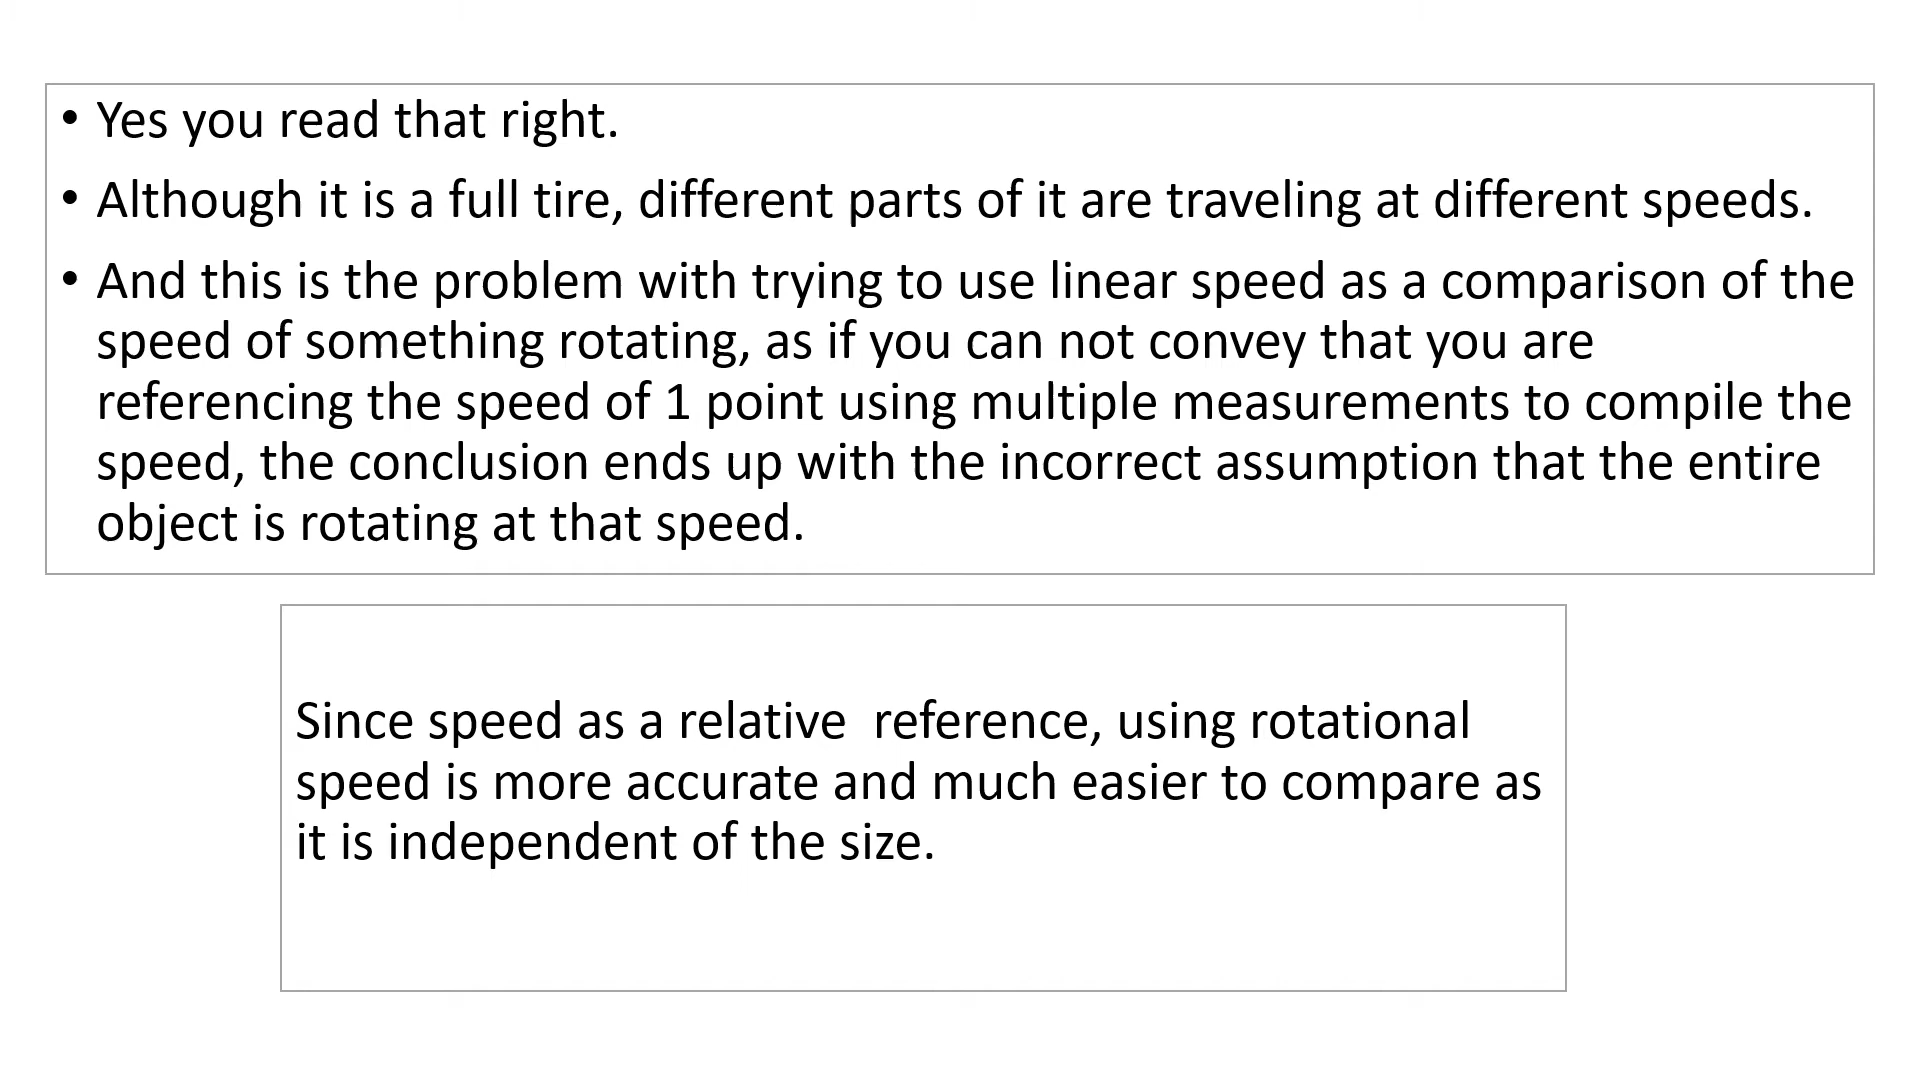 • Yes you read that right.
• Although it is a full tire, different parts of it are traveling at different speeds.
• And this is the problem with trying to use linear speed as a comparison of the
speed of something rotating, as if you can not convey that you are
referencing the speed of 1 point using multiple measurements to compile the
speed, the conclusion ends up with the incorrect assumption that the entire
object is rotating at that speed.
Since speed as a relative  reference, using rotational
speed is more accurate and much easier to compare as
it is independent of the size.